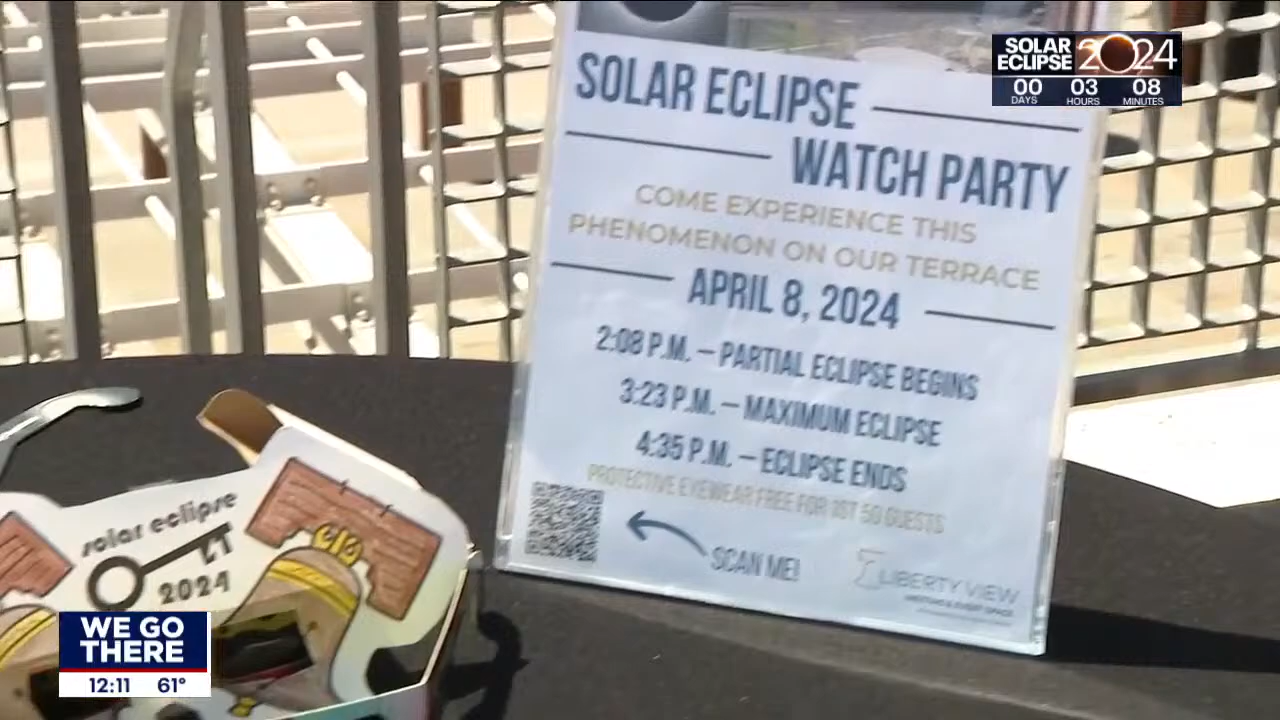 SOLAR ECLIPSE 2024
00 03 08
DAYS HOURS MINUTES
SOLAR ECLIPSE
WATCH PARTY
COME EXPERIENCE THIS
PHENOMENON ON OUR TERRACE
APRIL 8, 2024
2:08 P.M. – PARTIAL ECLIPSE BEGINS
3:23 P.M. – MAXIMUM ECLIPSE
4:35 P.M. – ECLIPSE ENDS
PROTECTIVE EYEWEAR FREE FOR 1ST 50 GUESTS
SCAN ME!
LIBERTY VIEW
solar eclipse
2024
WE GO
THERE
12:11 61°